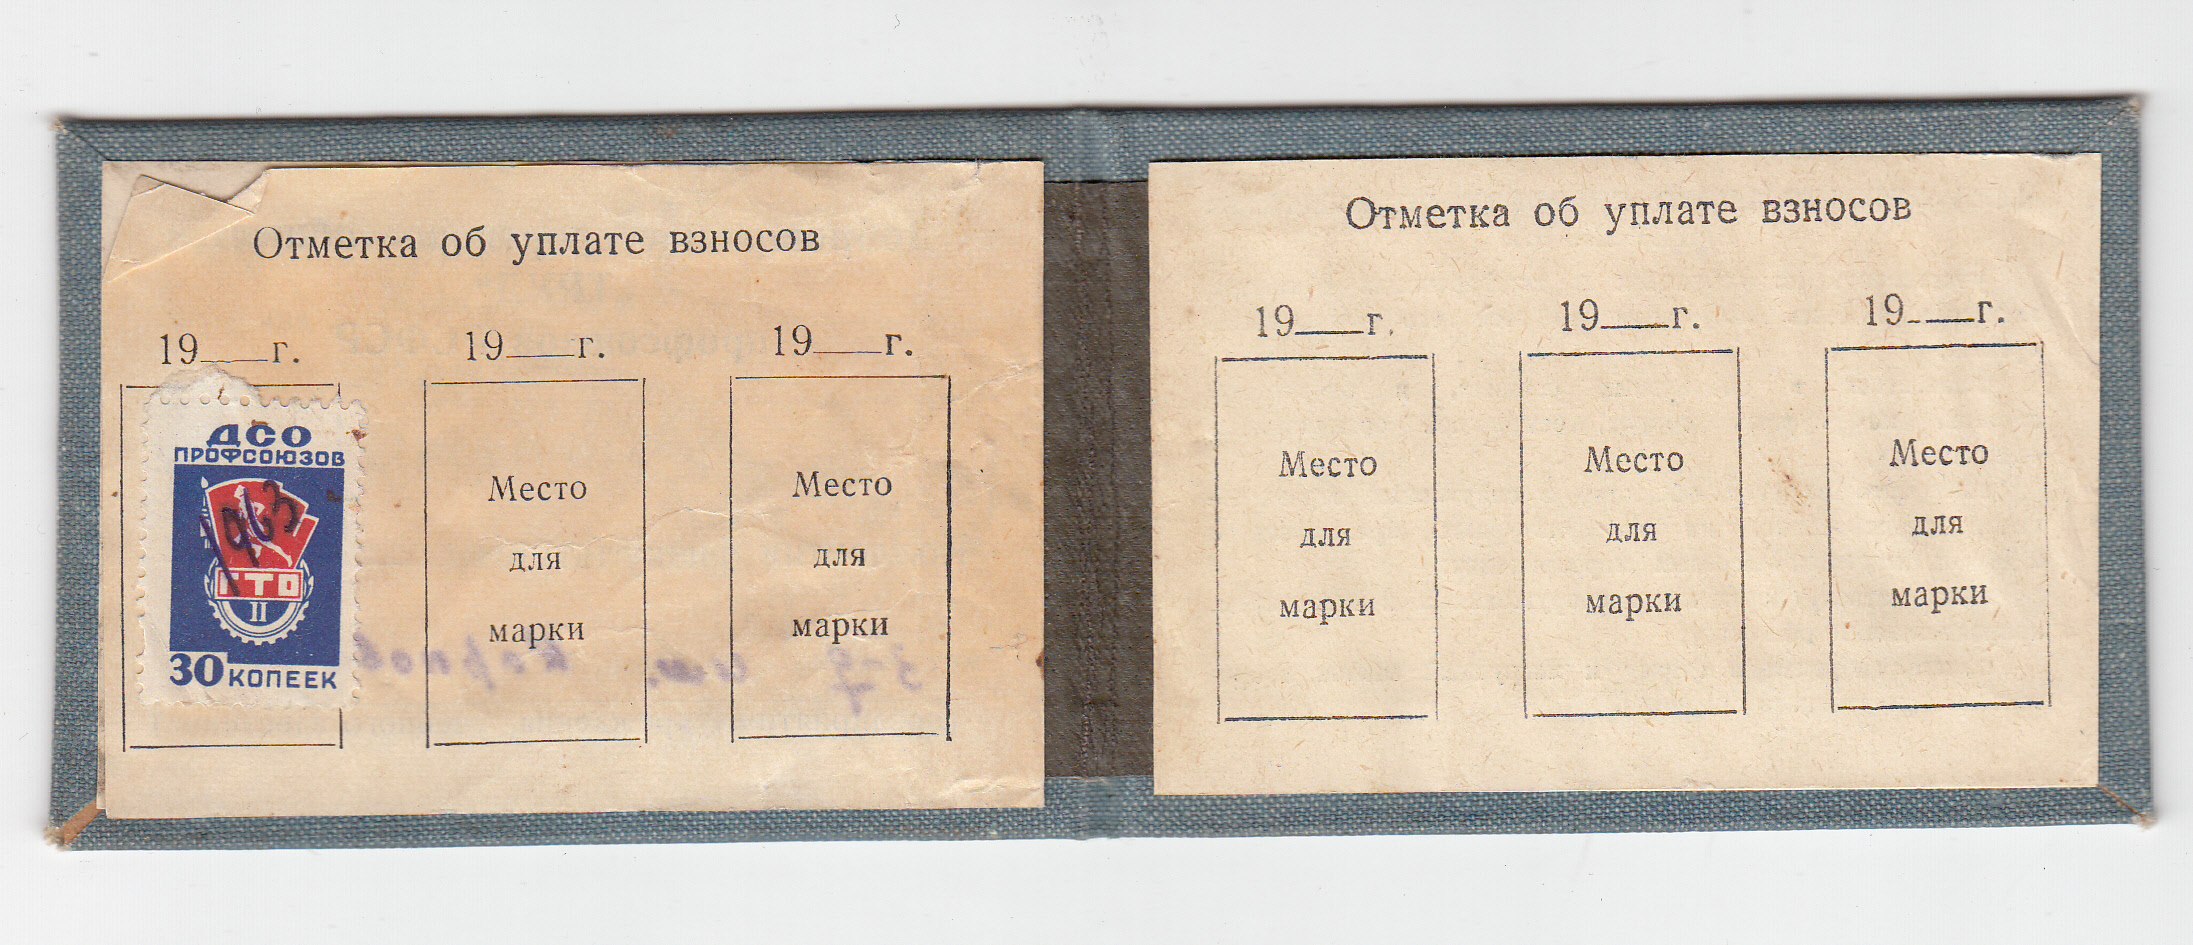 Отметка об уплате взносов
19 г. 19 г. 19 г.
ДСО
ПРОФСОЮЗОВ
1963
ГТО
II
30 КОПЕЕК
Место
для
марки
Место
для
марки
Отметка об уплате взносов
19 г. 19 г. 19 г.
Место
для
марки
Место
для
марки
Место
для
марки